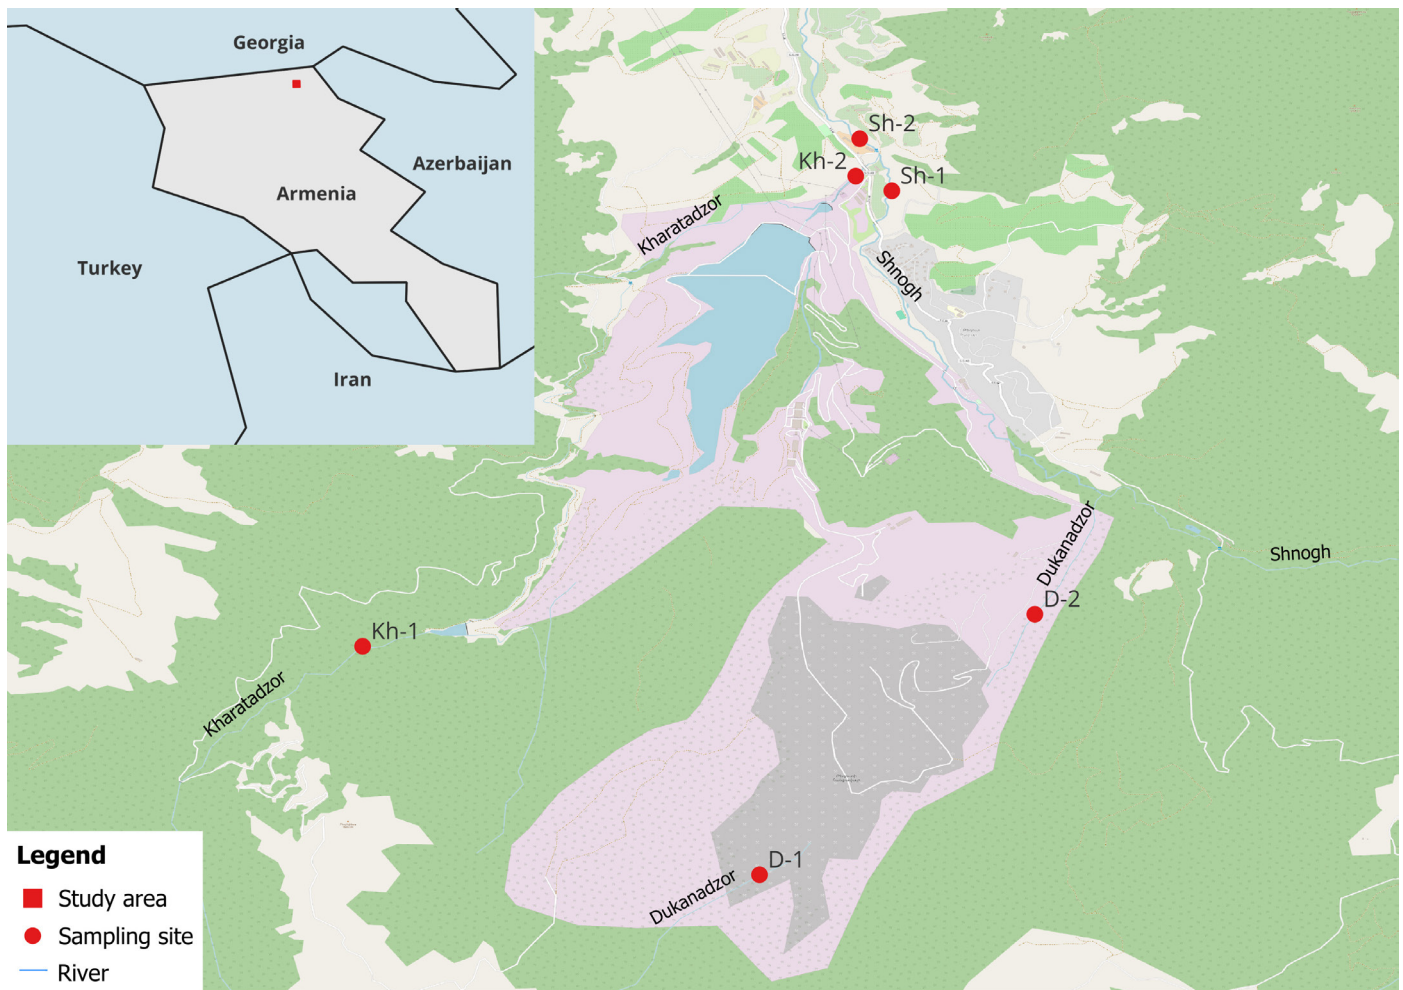 Georgia
Azerbaijan
Armenia
Turkey
Iran
Sh-2
Kh-2
Sh-1
Kharatadzor
Shnogh
Dukanadzor
Shnogh
D-2
Kh-1
Kharatadzor
D-1
Dukanadzor
Legend
Study area
Sampling site
River